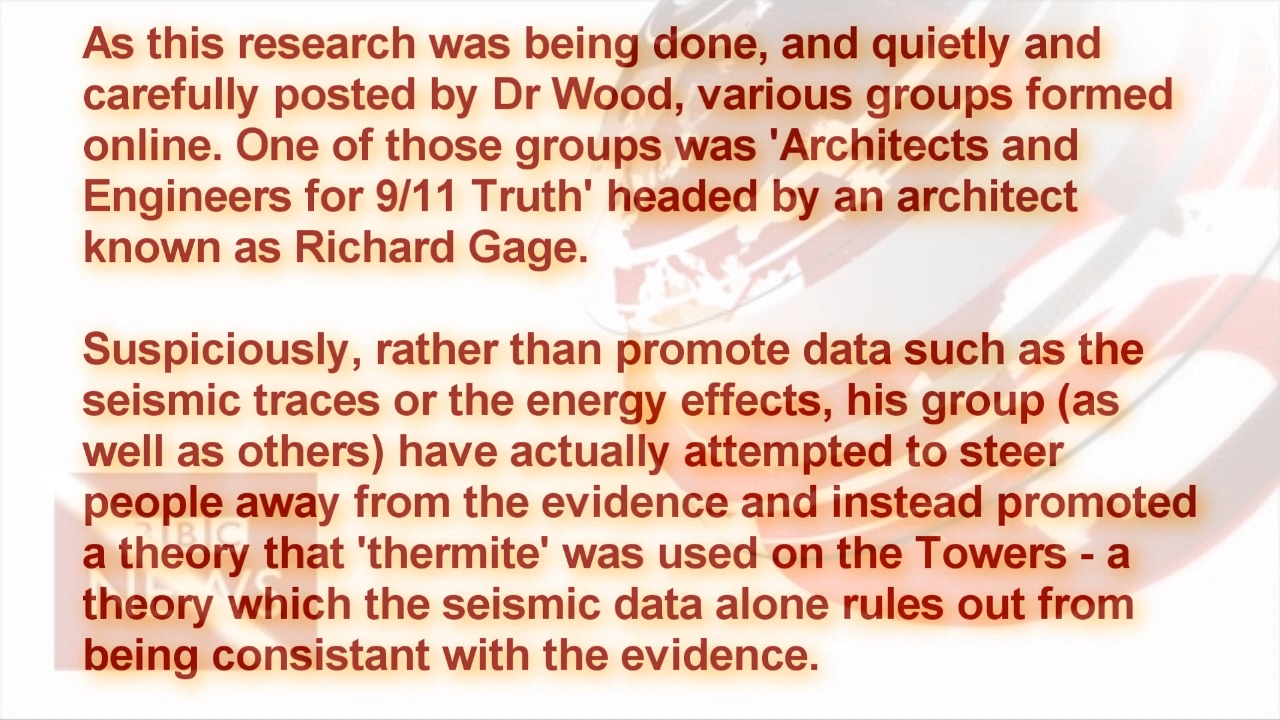 As this research was being done, and quietly and
carefully posted by Dr Wood, various groups formed
online. One of those groups was 'Architects and
Engineers for 9/11 Truth' headed by an architect
known as Richard Gage.
Suspiciously, rather than promote data such as the
seismic traces or the energy effects, his group (as
well as others) have actually attempted to steer
people away from the evidence and instead promoted
a theory that 'thermite' was used on the Towers - a
theory which the seismic data alone rules out from
being consistant with the evidence.
BBC
NEWS